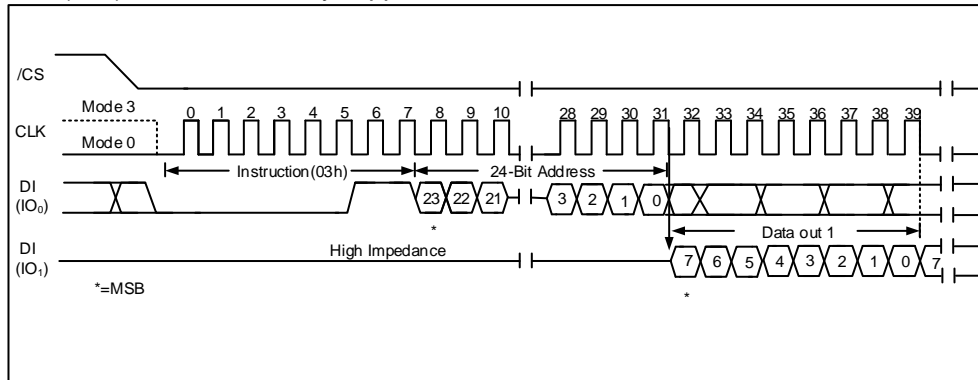 /CS
Mode 3
CLK
Mode 0
0 1 2 3 4 5 6 7 8 9 10 28 29 30 31 32 33 34 35 36 37 38 39
Instruction(03h)
24-Bit Address
DI
(IO0)
23 22 21 3 2 1 0
*
Data out 1
DI
(IO1)
High Impedance
7 6 5 4 3 2 1 0 7
*=MSB
*